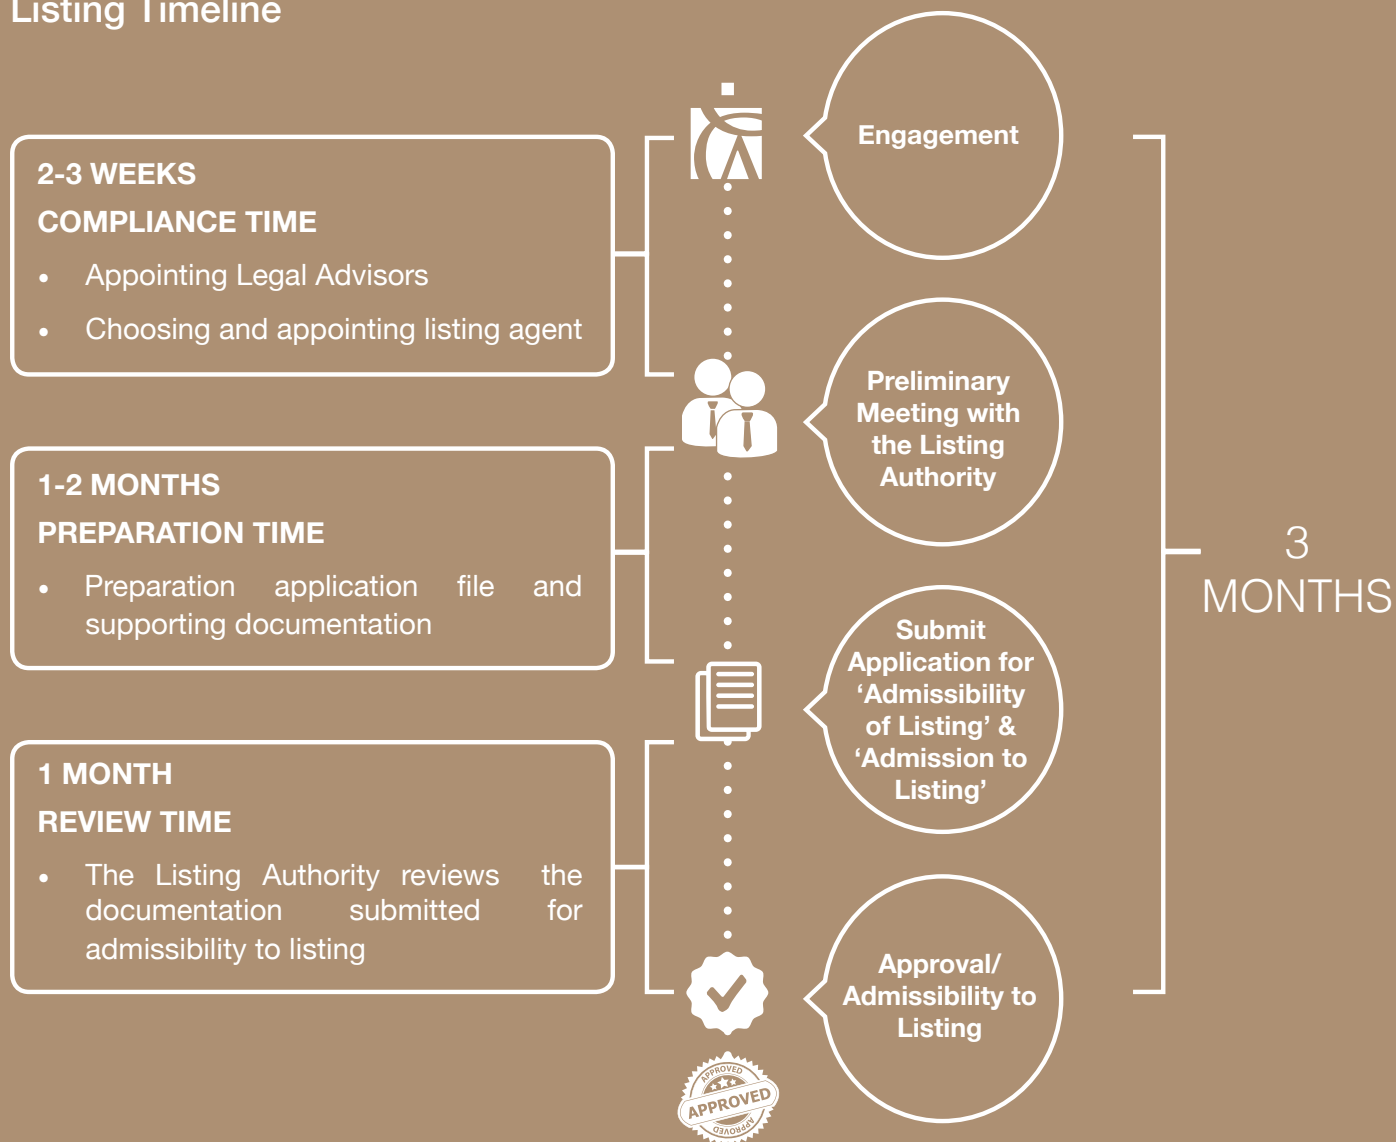 Listing Timeline
2-3 WEEKS
COMPLIANCE TIME
• Appointing Legal Advisors
• Choosing and appointing listing agent
1-2 MONTHS
PREPARATION TIME
• Preparation application file and
supporting documentation
1 MONTH
REVIEW TIME
• The Listing Authority reviews the
documentation submitted for
admissibility to listing
Engagement
Preliminary
Meeting with
the Listing
Authority
Submit
Application for
‘Admissibility
of Listing’ &
‘Admission to
Listing’
Approval/
Admissibility to
Listing
3
MONTHS
APPROVED
APPROVED
APPROVED